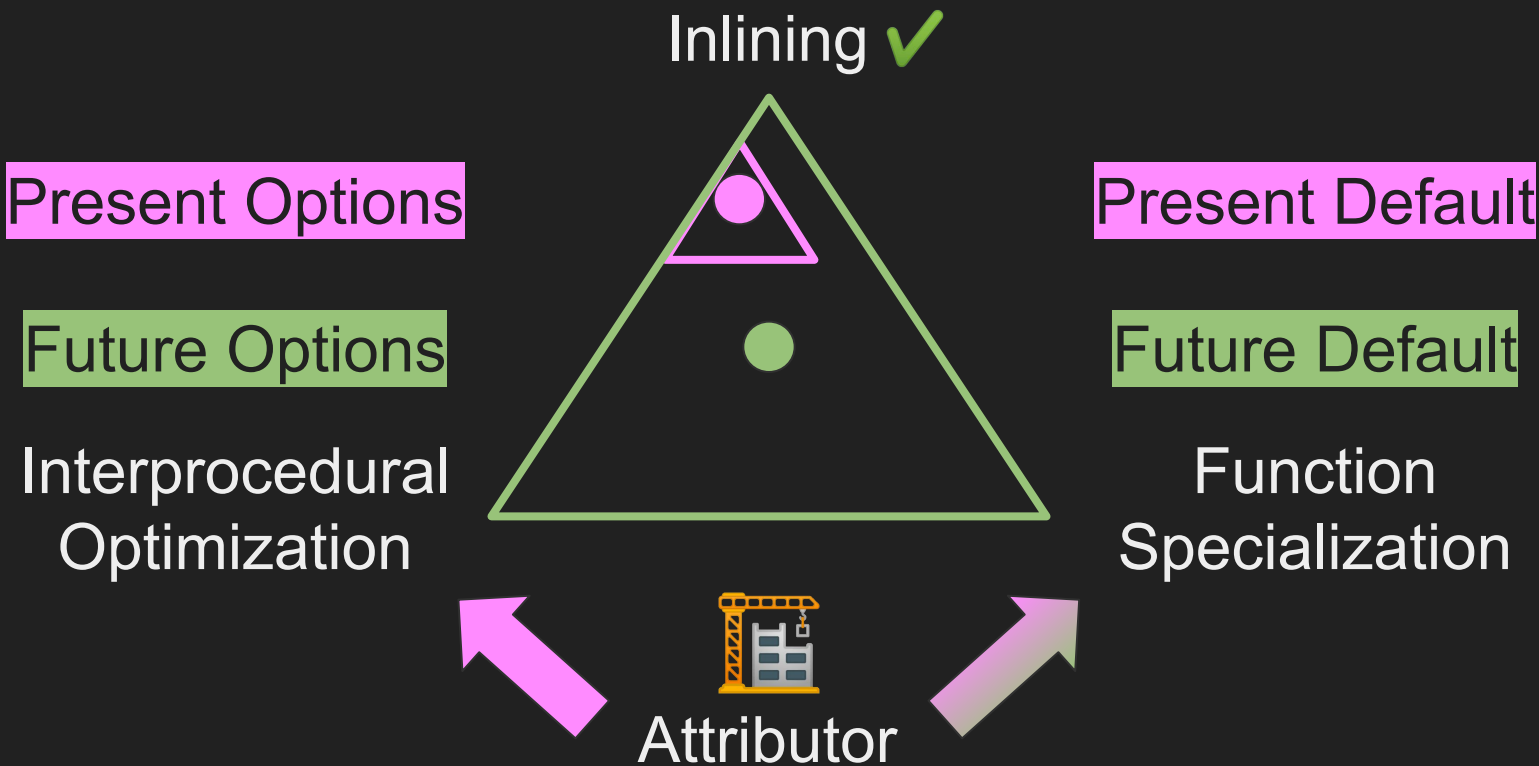 Inlining ✔
Present Options
Present Default
Future Options
Future Default
Interprocedural
Optimization
Function
Specialization
Attributor